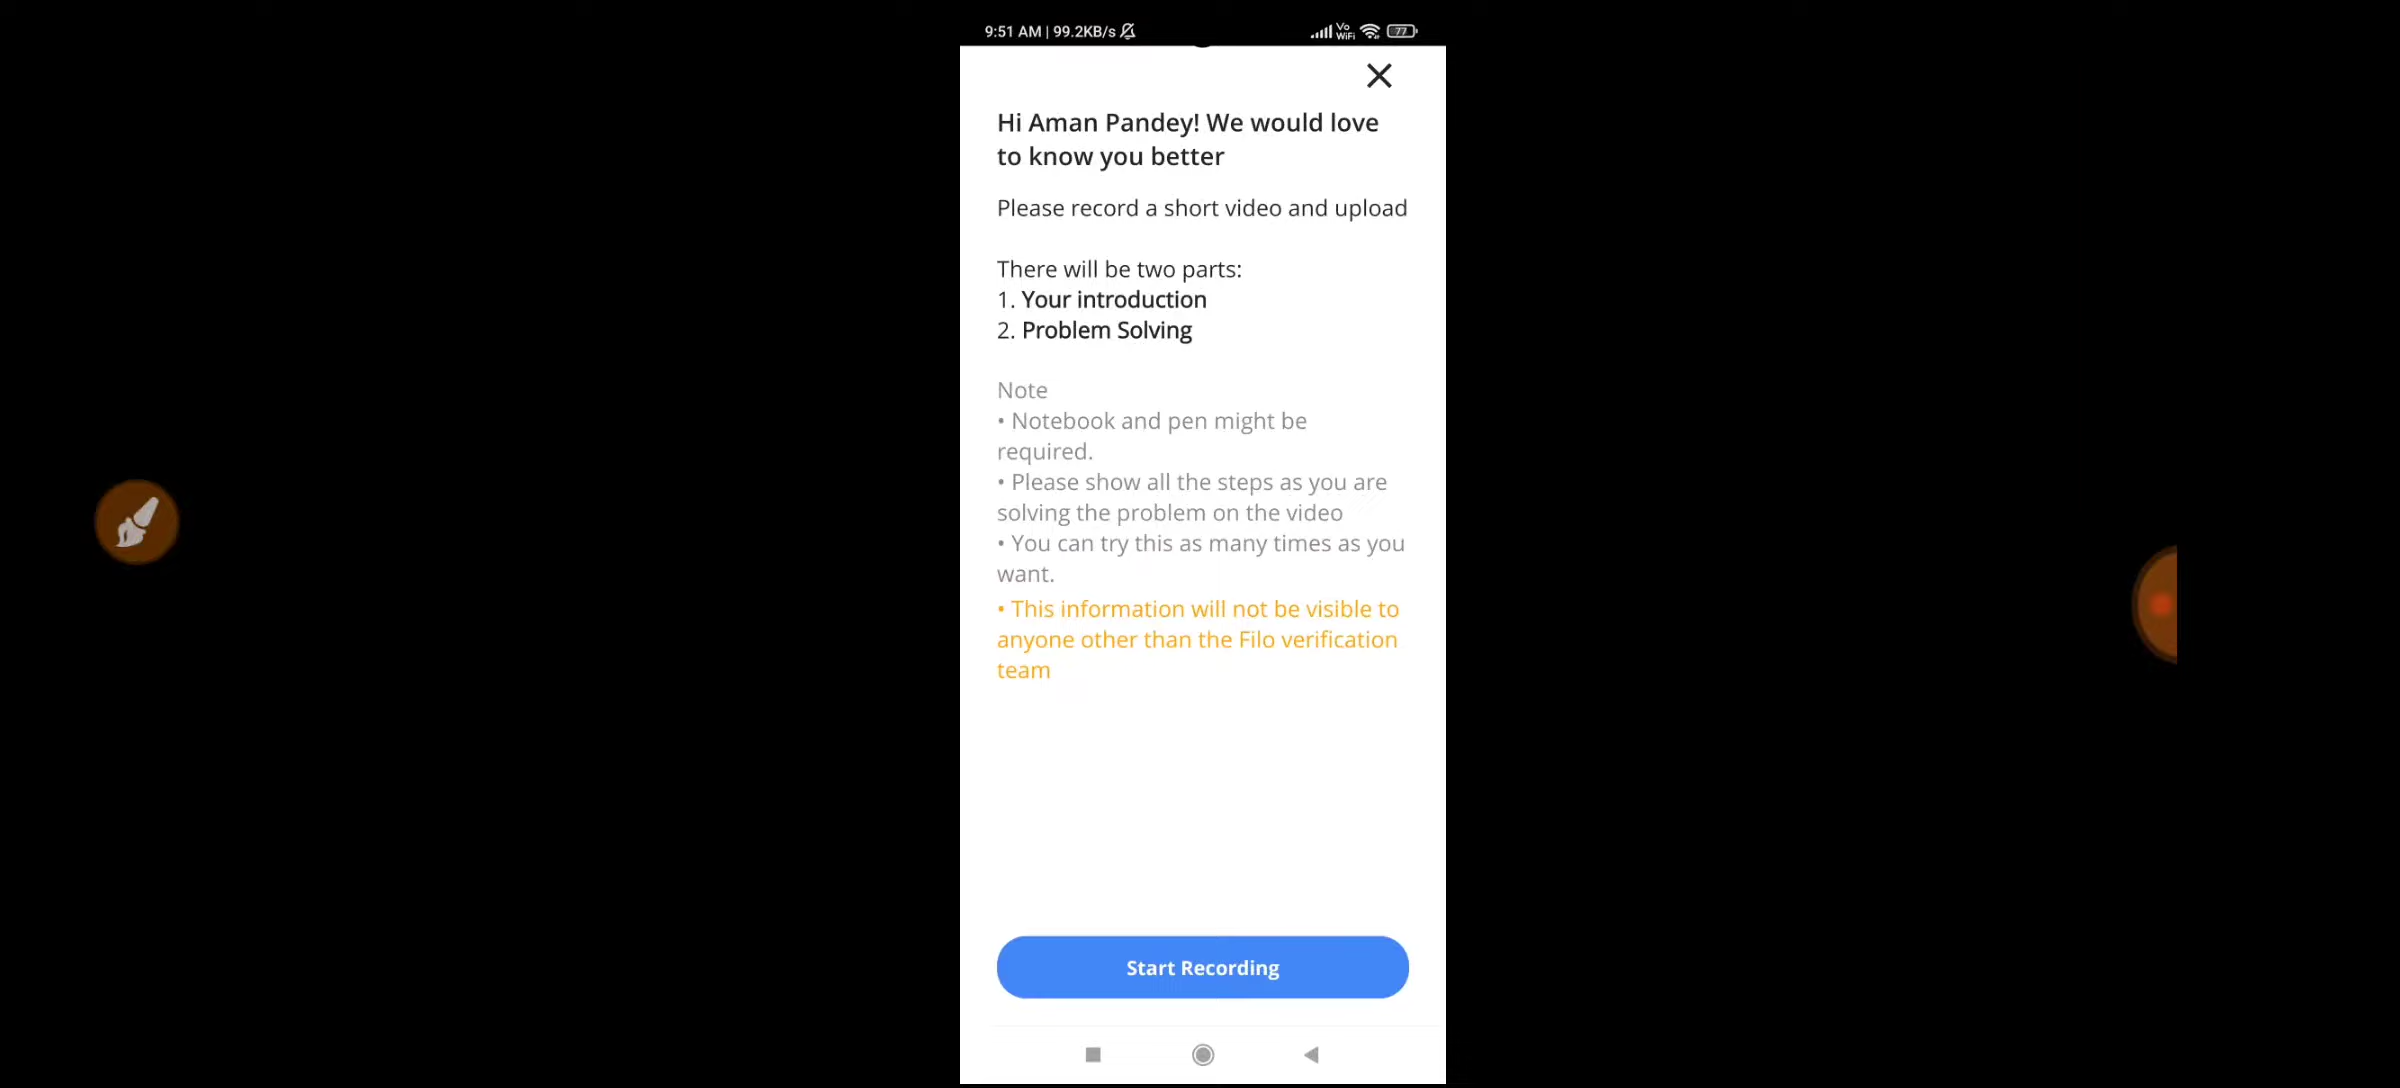 9:51 AM | 99.2KB/s
Vo
WiFi
77
Hi Aman Pandey! We would love
to know you better
Please record a short video and upload
There will be two parts:
1. Your introduction
2. Problem Solving
Note
• Notebook and pen might be
required.
• Please show all the steps as you are
solving the problem on the video
• You can try this as many times as you
want.
• This information will not be visible to
anyone other than the Filo verification
team
Start Recording